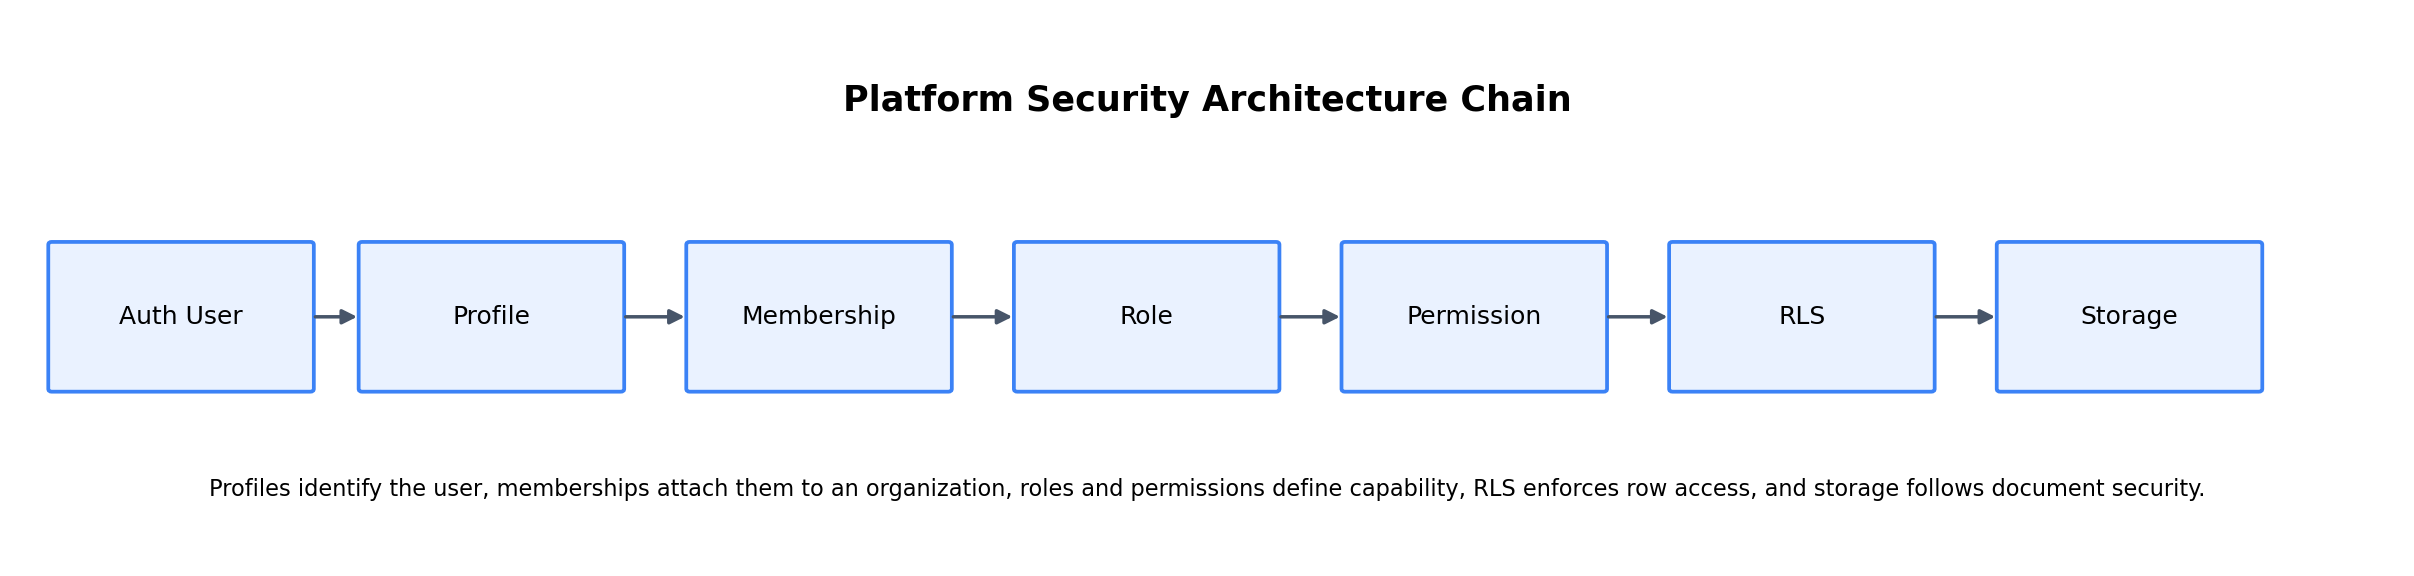 Platform Security Architecture Chain
Auth User
Profile
Membership
Role
Permission
RLS
Storage
Profiles identify the user, memberships attach them to an organization, roles and permissions define capability, RLS enforces row access, and storage follows document security.